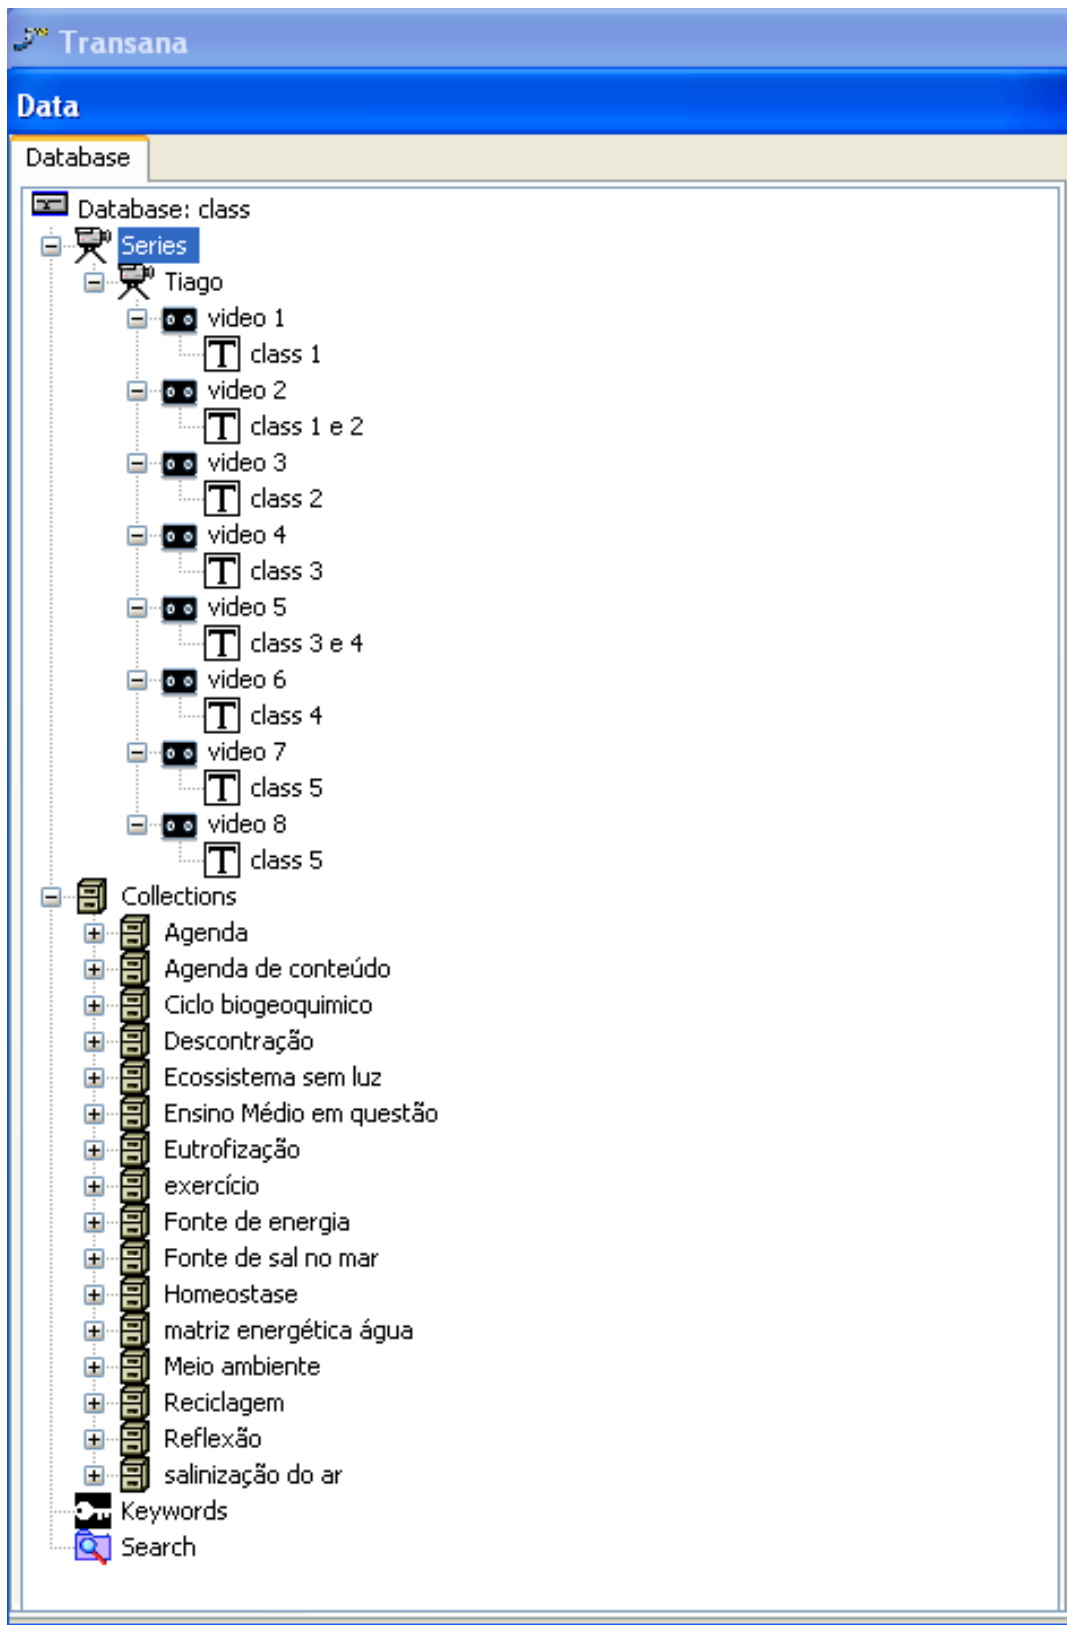 Transana
Data
Database
Database: class
Series
Tiago
video 1
class 1
video 2
class 1 e 2
video 3
class 2
video 4
class 3
video 5
class 3 e 4
video 6
class 4
video 7
class 5
video 8
class 5
Collections
Agenda
Agenda de conteúdo
Ciclo biogeoquimico
Descontração
Ecossistema sem luz
Ensino Médio em questão
Eutrofização
exercício
Fonte de energia
Fonte de sal no mar
Homeostase
matriz energética água
Meio ambiente
Reciclagem
Reflexão
salinização do ar
Keywords
Search